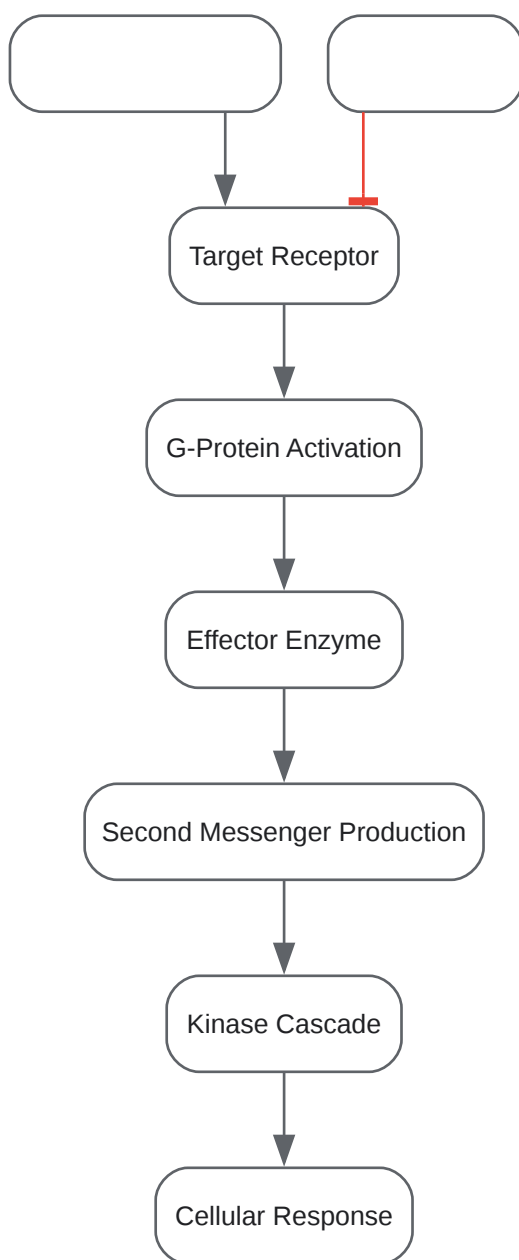 Target Receptor
G-Protein Activation
Effector Enzyme
Second Messenger Production
Kinase Cascade
Cellular Response